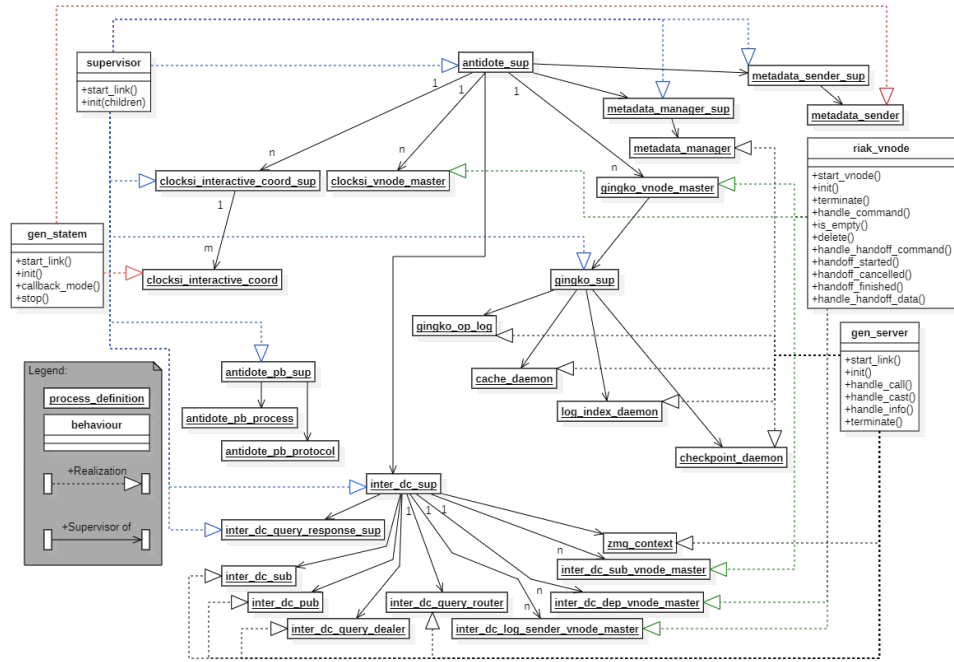 supervisor
+start_link()
+init(children)
antidote_sup
metadata_sender_sup
metadata_manager_sup
metadata_sender
metadata_manager
1
1
1
n
n
n
clocksi_interactive_coord_sup
clocksi_vnode_master
gingko_vnode_master
riak_vnode
+start_vnode()
+init()
+terminate()
+handle_command()
+is_empty()
+delete()
+handle_handoff_command()
+handoff_started()
+handoff_cancelled()
+handoff_finished()
+handle_handoff_data()
1
m
gen_statem
+start_link()
+init()
+callback_mode()
+stop()
clocksi_interactive_coord
gingko_sup
gingko_op_log
cache_daemon
log_index_daemon
checkpoint_daemon
gen_server
+start_link()
+init()
+handle_call()
+handle_cast()
+handle_info()
+terminate()
antidote_pb_sup
antidote_pb_process
antidote_pb_protocol
Legend:
process_definition
behaviour
+Realization
+Supervisor of
inter_dc_sup
1
1
1
inter_dc_query_response_sup
zmq_context
n
inter_dc_sub_vnode_master
inter_dc_sub
inter_dc_pub
inter_dc_query_router
n
n
inter_dc_dep_vnode_master
inter_dc_query_dealer
inter_dc_log_sender_vnode_master